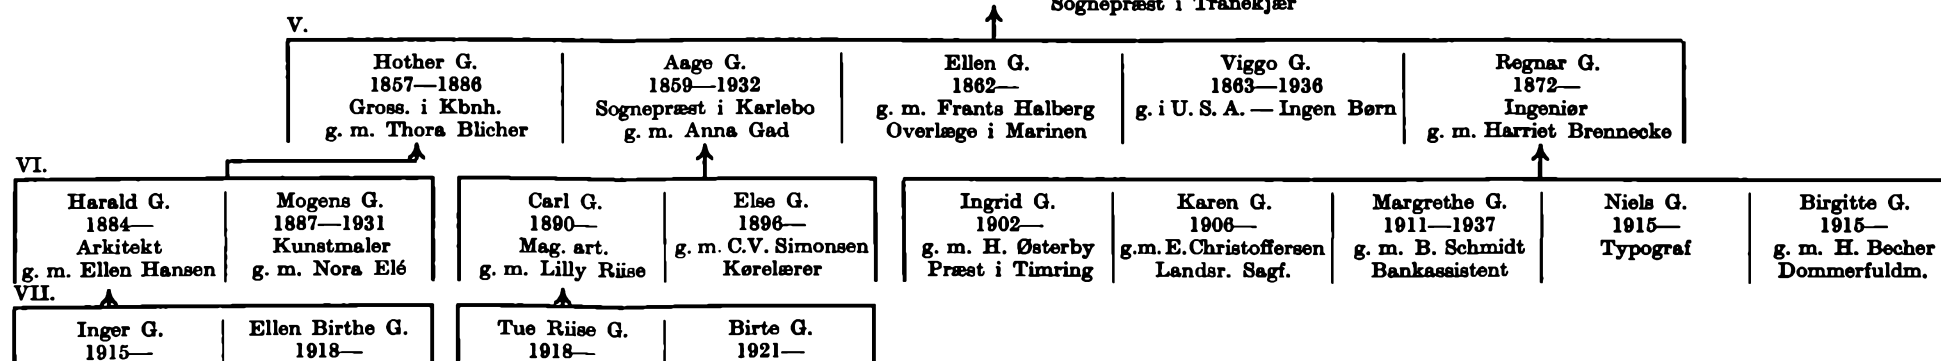 Sognepræst i Tranekjær
V.
Hother G.
1857—1886
Gross. i Kbnh.
g. m. Thora Blicher
Aage G.
1859—1932
Sognepræst i Karlebo
g. m. Anna Gad
Ellen G.
1862—
g. m. Frants Halberg
Overlæge i Marinen
Viggo G.
1863—1936
g. i U. S. A. — Ingen Børn
Regnar G.
1872—
Ingeniør
g. m. Harriet Brennecke
VI.
Harald G.
1884—
Arkitekt
g. m. Ellen Hansen
Mogens G.
1887—1931
Kunstmaler
g. m. Nora Elé
Carl G.
1890—
Mag. art.
g. m. Lilly Riise
Else G.
1896—
g. m. C.V. Simonsen
Kørelærer
Ingrid G.
1902—
g. m. H. Østerby
Præst i Timring
Karen G.
1906—
g.m.E.Christoffersen
Landsr. Sagf.
Margrethe G.
1911—1937
g. m. B. Schmidt
Bankassistent
Niels G.
1915—
Typograf
Birgitte G.
1915—
g. m. H. Becher
Dommerfuldm.
VII.
Inger G.
1915—
Ellen Birthe G.
1918—
Tue Riise G.
1918—
Birte G.
1921—